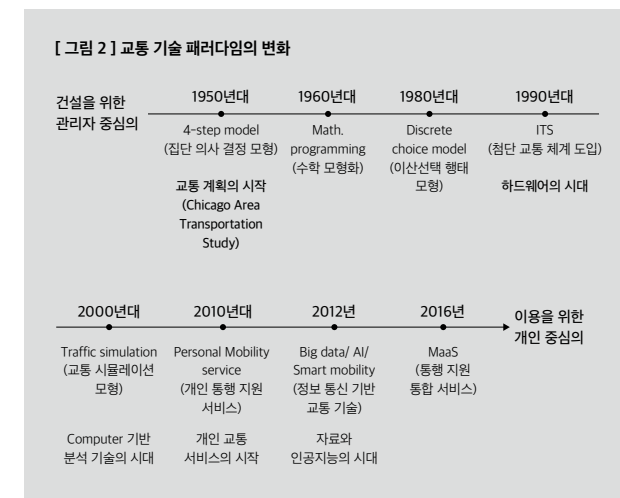 [ 그림 2 ] 교통 기술 패러다임의 변화
건설을 위한
관리자 중심의
1950년대
4-step model
(집단 의사 결정 모형)
교통 계획의 시작
(Chicago Area
Transportation
Study)
1960년대
Math.
programming
(수학 모형화)
1980년대
Discrete
choice model
(이산선택 행태
모형)
1990년대
ITS
(첨단 교통 체계 도입)
하드웨어의 시대
2000년대
Traffic simulation
(교통 시뮬레이션
모형)
Computer 기반
분석 기술의 시대
2010년대
Personal Mobility
service
(개인 통행 지원
서비스)
개인 교통
서비스의 시작
2012년
Big data/ AI/
Smart mobility
(정보 통신 기반
교통 기술)
자료와
인공지능의 시대
2016년
MaaS
(통행 지원
통합 서비스)
이용을 위한
개인 중심의